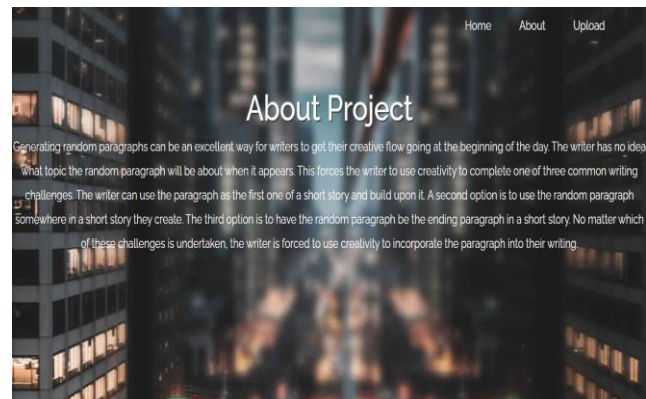 Home About Upload
About Project
Generating random paragraphs can be an excellent way for writers to get their creative flow going at the beginning of the day. The writer has no idea
what topic the random paragraph will be about when it appears. This forces the writer to use creativity to complete one of three common writing
challenges. The writer can use the paragraph as the first one of a short story and build upon it. A second option is to use the random paragraph
somewhere in a short story they create. The third option is to have the random paragraph be the ending paragraph in a short story. No matter which
of these challenges is undertaken, the writer is forced to use creativity to incorporate the paragraph into their writing.